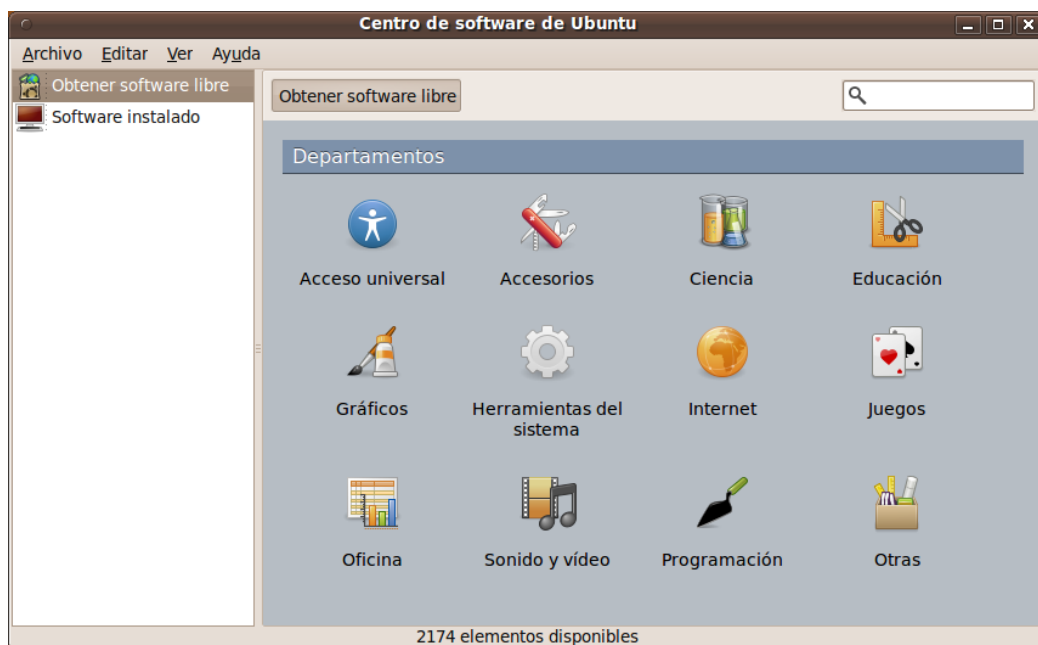 Centro de software de Ubuntu
Archivo Editar Ver Ayuda
Obtener software libre
Software instalado
Obtener software libre
Departamentos
Acceso universal
Accesorios
Ciencia
Educación
Gráficos
Herramientas del
sistema
Internet
Juegos
Oficina
Sonido y vídeo
Programación
Otras
2174 elementos disponibles